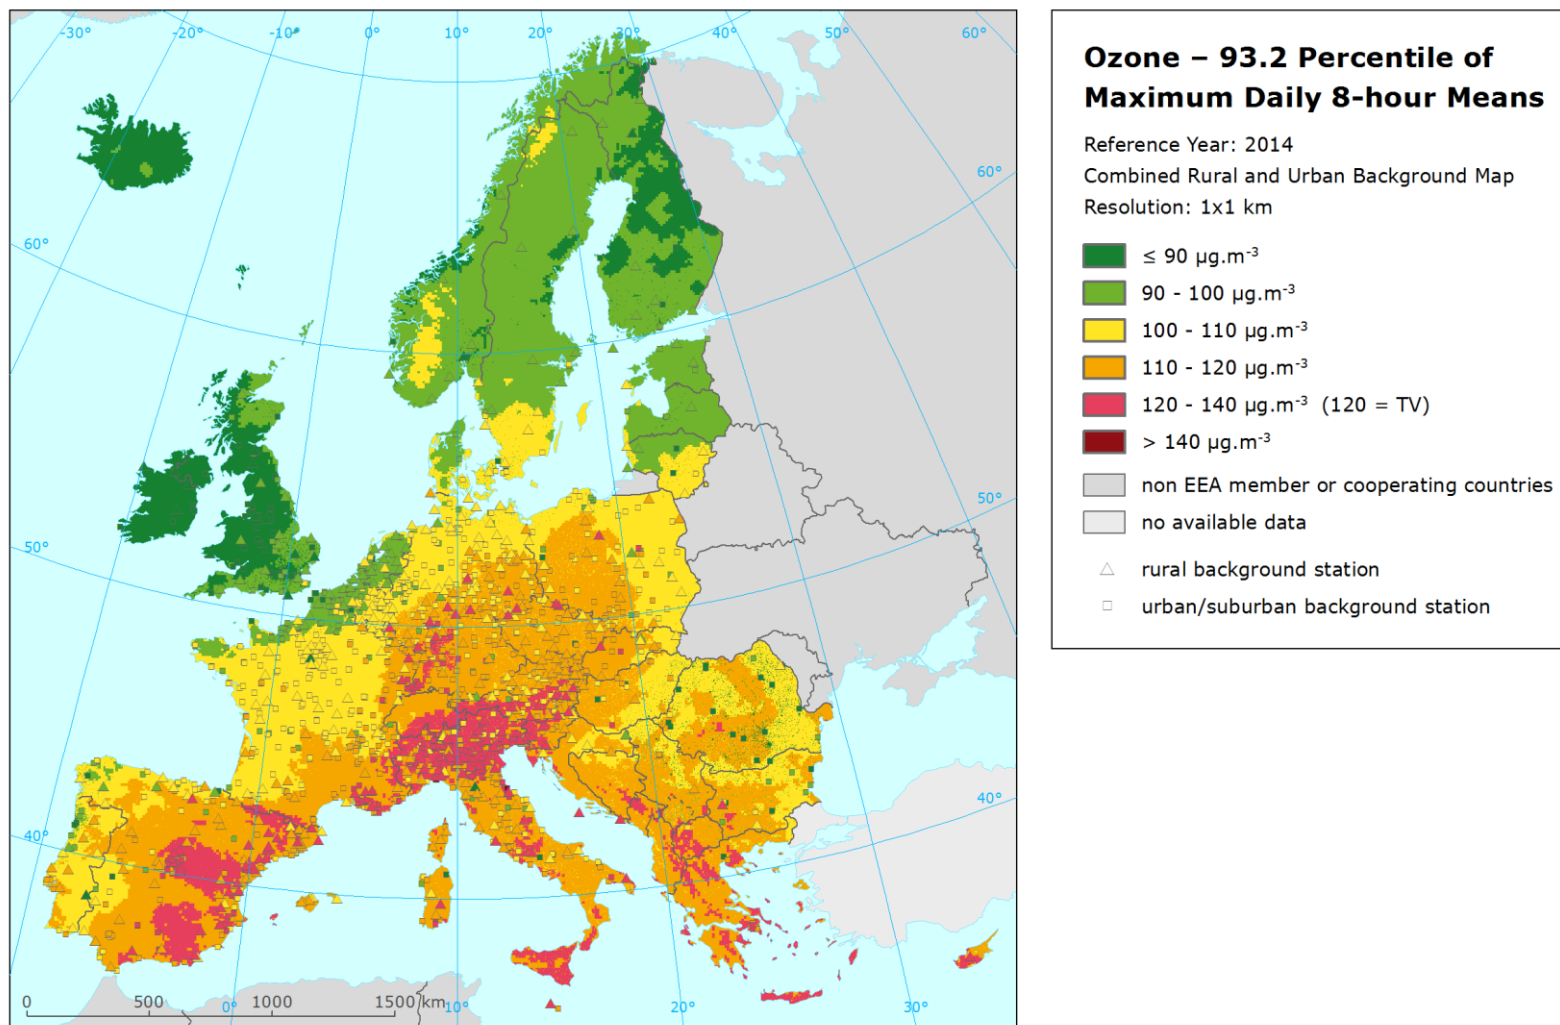 -30°
-20°
-10°
0°
10°
20°
30°
40°
50°
60°
60°
60°
50°
50°
40°
40°
0
500
1000
1500 km
0°
10°
20°
30°
Ozone – 93.2 Percentile of
Maximum Daily 8-hour Means
Reference Year: 2014
Combined Rural and Urban Background Map
Resolution: 1x1 km
≤ 90 µg.m⁻³
90 - 100 µg.m⁻³
100 - 110 µg.m⁻³
110 - 120 µg.m⁻³
120 - 140 µg.m⁻³ (120 = TV)
> 140 µg.m⁻³
non EEA member or cooperating countries
no available data
rural background station
urban/suburban background station